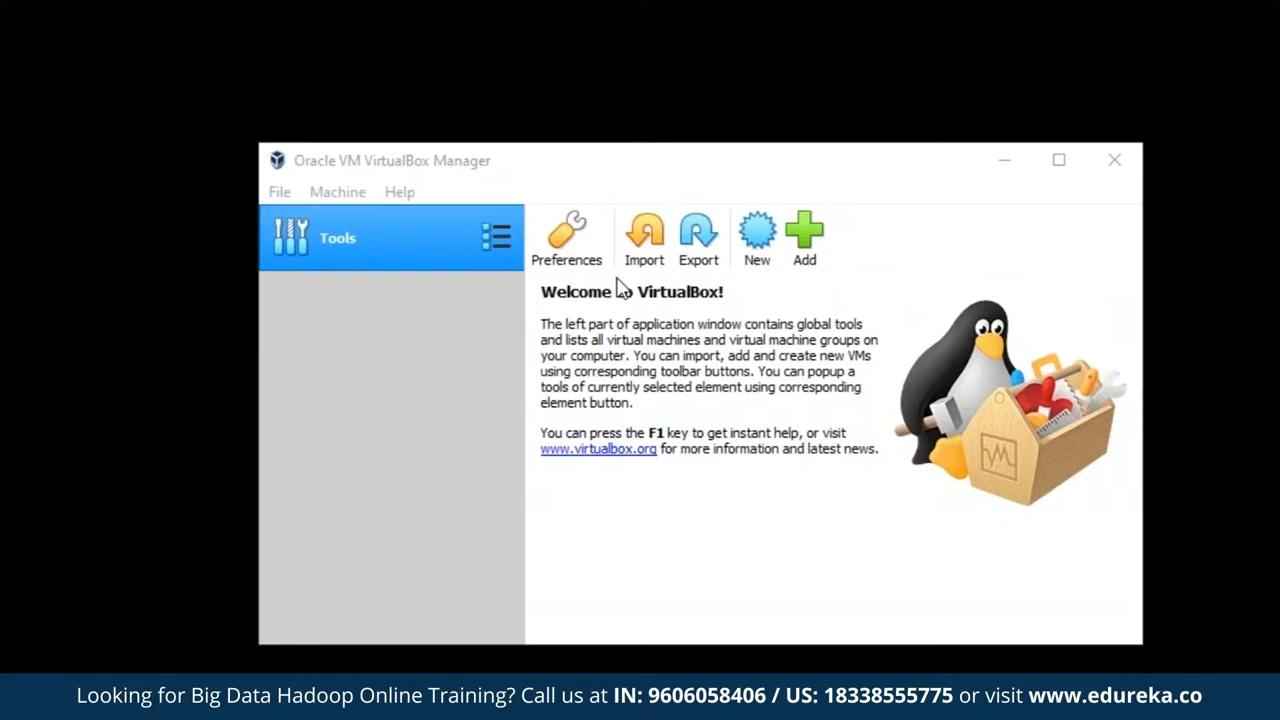 Oracle VM VirtualBox Manager
File Machine Help
Tools
Preferences Import Export New Add
Welcome VirtualBox!
The left part of application window contains global tools
and lists all virtual machines and virtual machine groups on
your computer. You can import, add and create new VMs
using corresponding toolbar buttons. You can popup a
tools of currently selected element using corresponding
element button.
You can press the F1 key to get instant help, or visit
www.virtualbox.org for more information and latest news.
Looking for Big Data Hadoop Online Training? Call us at IN: 9606058406 / US: 18338555775 or visit www.edureka.co